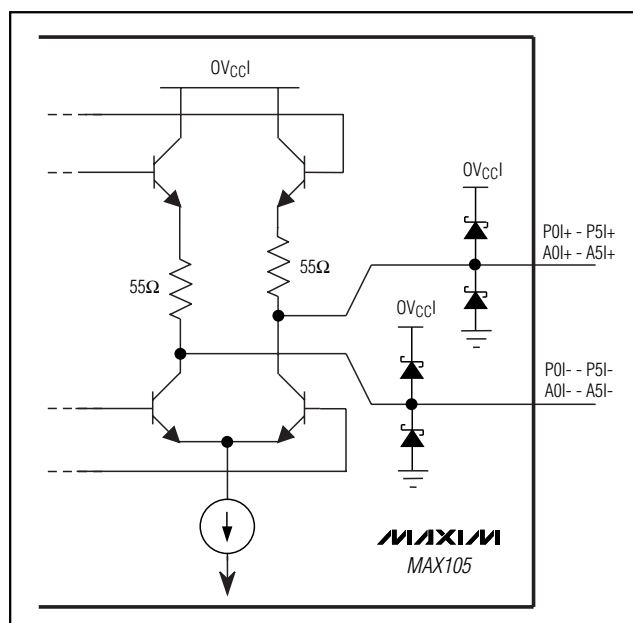 OVCCI
OVCCI
P0I+ - P5I+
A0I+ - A5I+
55Ω
55Ω
OVCCI
P0I- - P5I-
A0I- - A5I-
MAXIM
MAX105